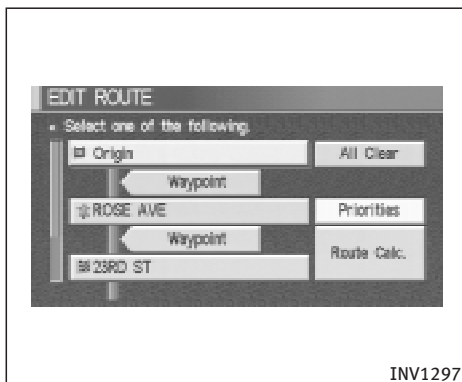 EDIT ROUTE
Select one of the following.
Origin
All Clear
Waypoint
ROSE AVE
Priorities
Waypoint
Route Calc.
23RD ST
INV1297